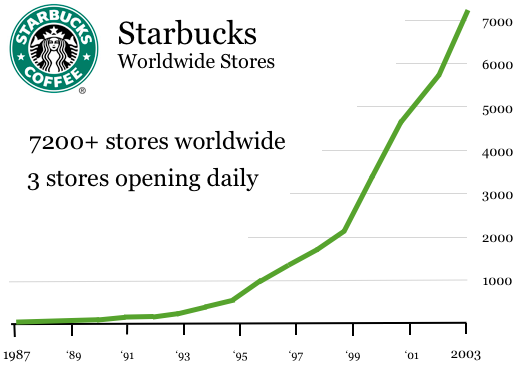 STARBUCKS
COFFEE
®
Starbucks
Worldwide Stores
7200+ stores worldwide
3 stores opening daily
7000
6000
5000
4000
3000
2000
1000
1987 '89 '91 '93 '95 '97 '99 '01 2003